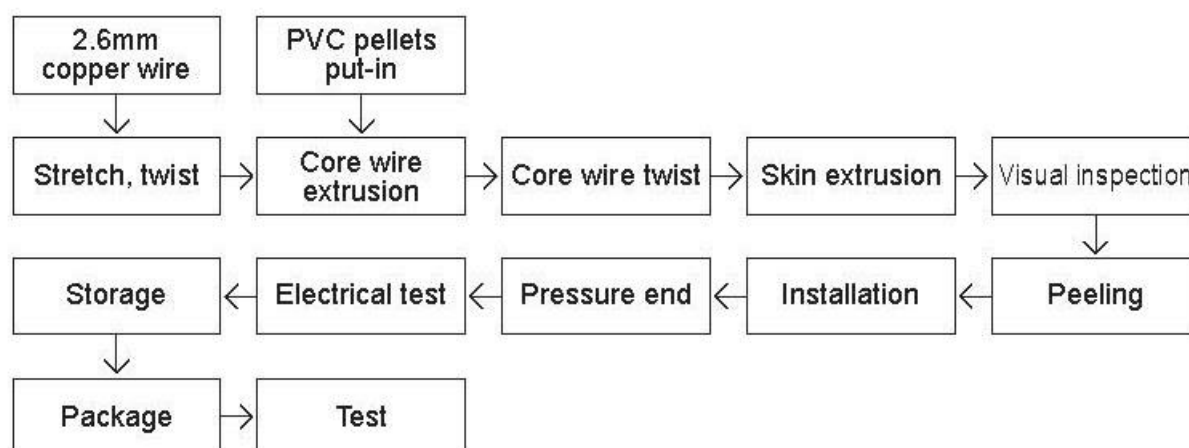 2.6mm
copper wire
PVC pellets
put-in
Stretch, twist
Core wire
extrusion
Core wire twist
Skin extrusion
Visual inspection
Storage
Electrical test
Pressure end
Installation
Peeling
Package
Test